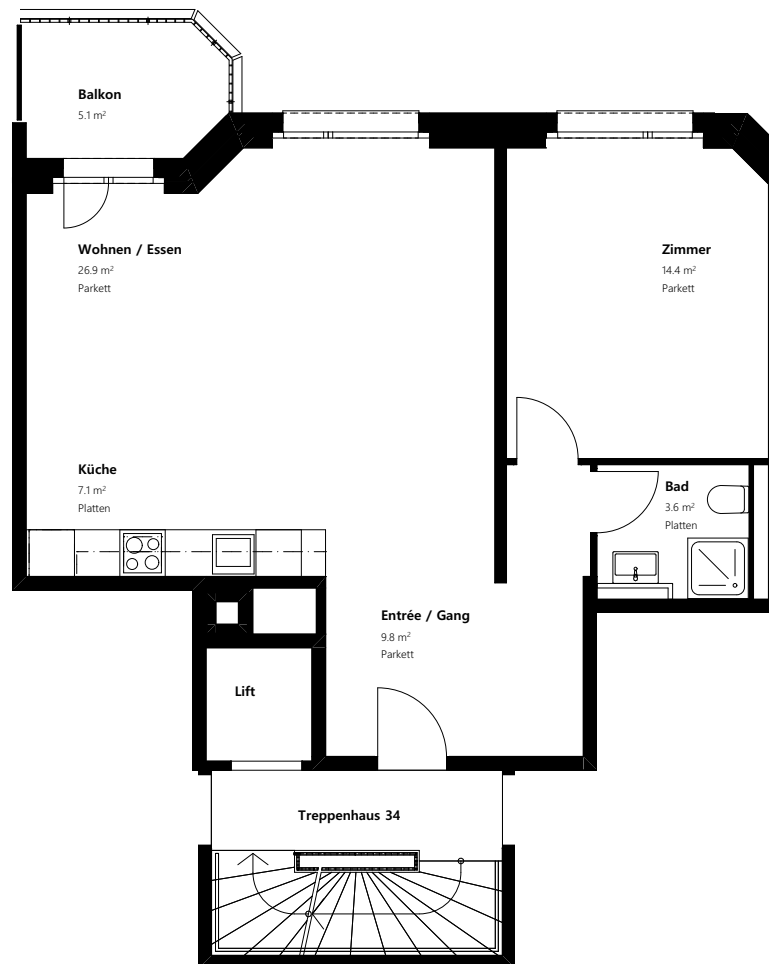 Balkon
5.1 m²
Wohnen / Essen
26.9 m²
Parkett
Zimmer
14.4 m²
Parkett
Küche
7.1 m²
Platten
Bad
3.6 m²
Platten
Entrée / Gang
9.8 m²
Parkett
Lift
Treppenhaus 34